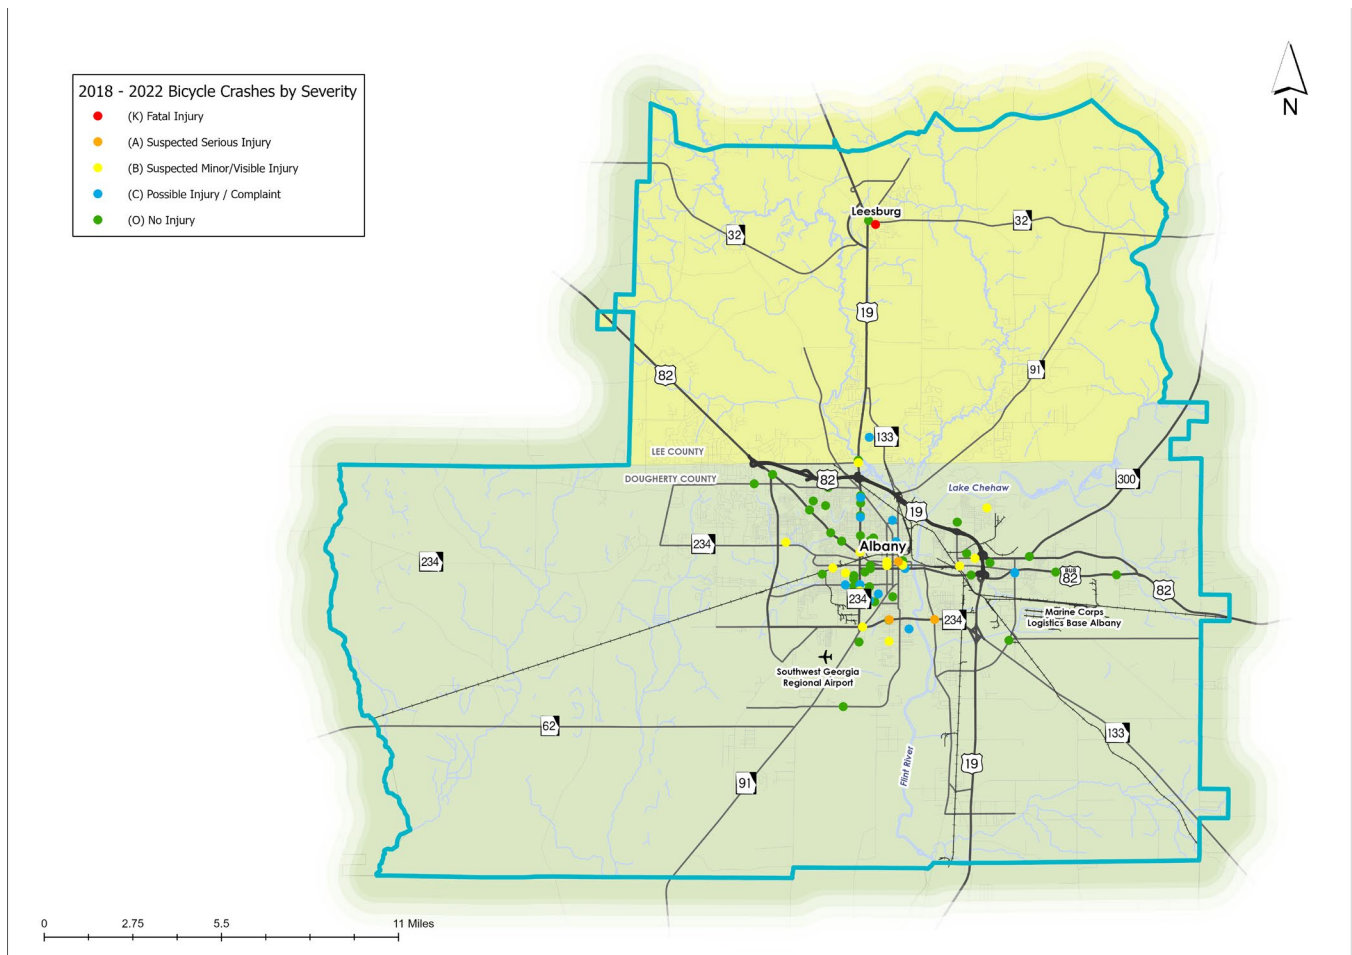 2018 - 2022 Bicycle Crashes by Severity
(K) Fatal Injury
(A) Suspected Serious Injury
(B) Suspected Minor/Visible Injury
(C) Possible Injury / Complaint
(O) No Injury
N
Leesburg
32
32
19
82
91
133
LEE COUNTY
DOUGHERTY COUNTY
82
300
Lake Chehaw
19
234
234
Albany
BUS
82
82
234
234
Marine Corps
Logistics Base Albany
Southwest Georgia
Regional Airport
62
133
Flint River
19
91
0
2.75
5.5
11 Miles